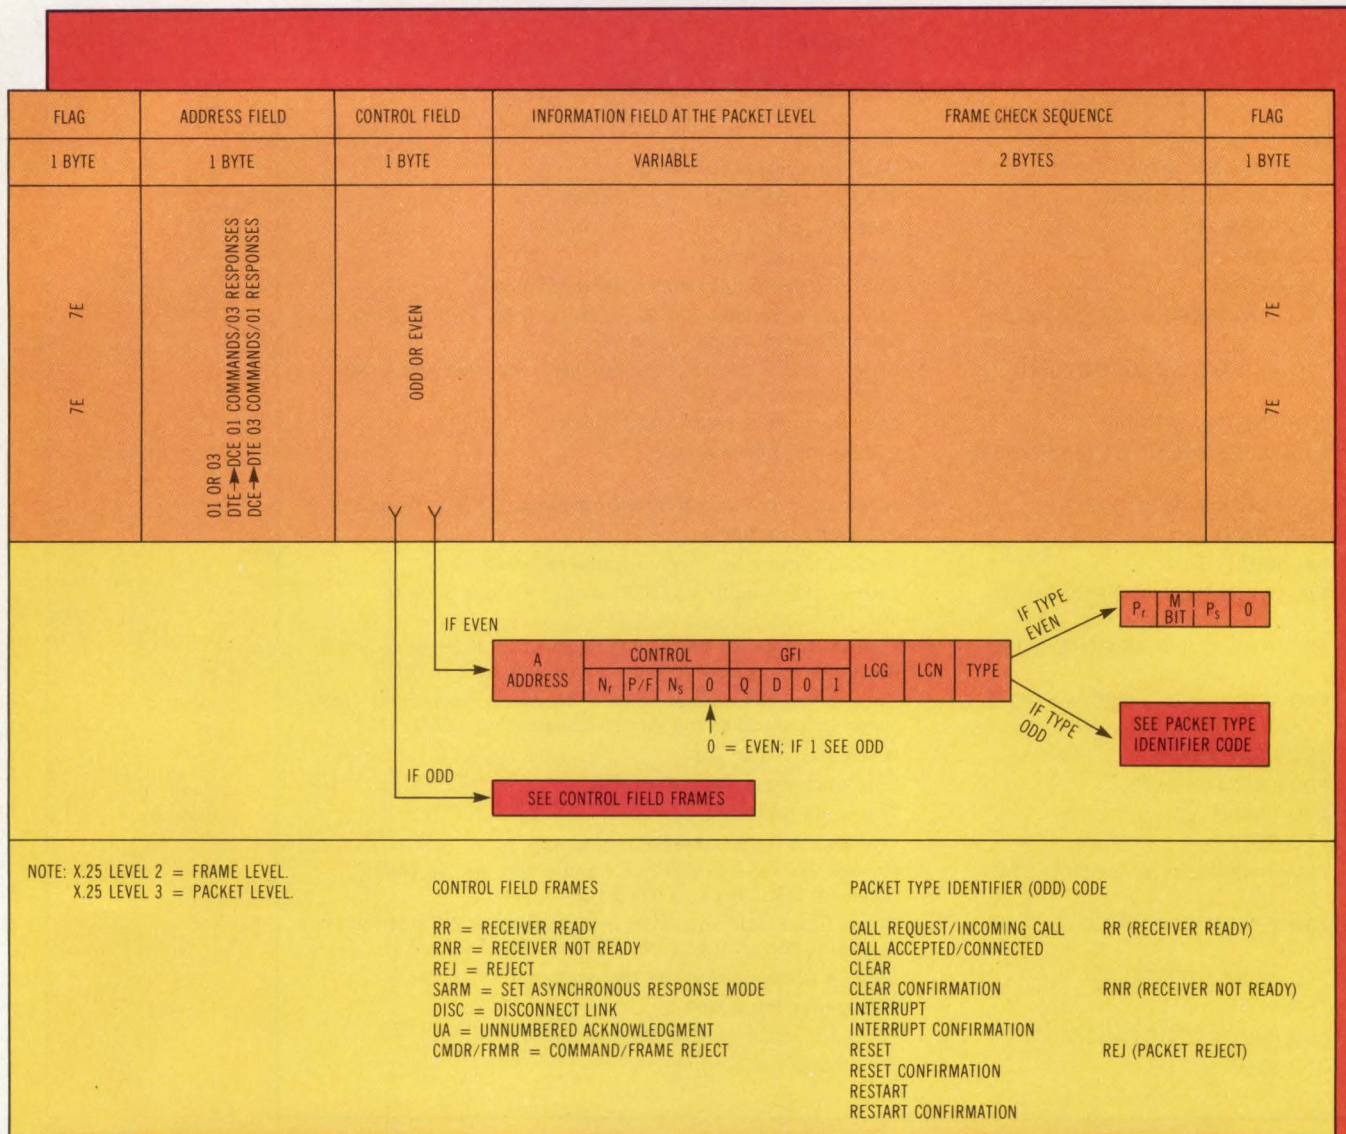 FLAG
ADDRESS FIELD
CONTROL FIELD
INFORMATION FIELD AT THE PACKET LEVEL
FRAME CHECK SEQUENCE
FLAG
1 BYTE
1 BYTE
1 BYTE
VARIABLE
2 BYTES
1 BYTE
7E
7E
01 OR 03
DTE→DCE 01 COMMANDS/03 RESPONSES
DCE→DTE 03 COMMANDS/01 RESPONSES
ODD OR EVEN
7E
7E
IF EVEN
A
ADDRESS
CONTROL
Nr P/F Ns 0
GFI
Q D 0 1
LCG
LCN
TYPE
IF TYPE
EVEN
Pr
M
BIT
Ps
0
IF TYPE
ODD
SEE PACKET TYPE
IDENTIFIER CODE
0 = EVEN; IF 1 SEE ODD
IF ODD
SEE CONTROL FIELD FRAMES
NOTE: X.25 LEVEL 2 = FRAME LEVEL.
X.25 LEVEL 3 = PACKET LEVEL.
CONTROL FIELD FRAMES
RR = RECEIVER READY
RNR = RECEIVER NOT READY
REJ = REJECT
SARM = SET ASYNCHRONOUS RESPONSE MODE
DISC = DISCONNECT LINK
UA = UNNUMBERED ACKNOWLEDGMENT
CMDR/FRMR = COMMAND/FRAME REJECT
PACKET TYPE IDENTIFIER (ODD) CODE
CALL REQUEST/INCOMING CALL RR (RECEIVER READY)
CALL ACCEPTED/CONNECTED
CLEAR
CLEAR CONFIRMATION RNR (RECEIVER NOT READY)
INTERRUPT
INTERRUPT CONFIRMATION
RESET REJ (PACKET REJECT)
RESET CONFIRMATION
RESTART
RESTART CONFIRMATION